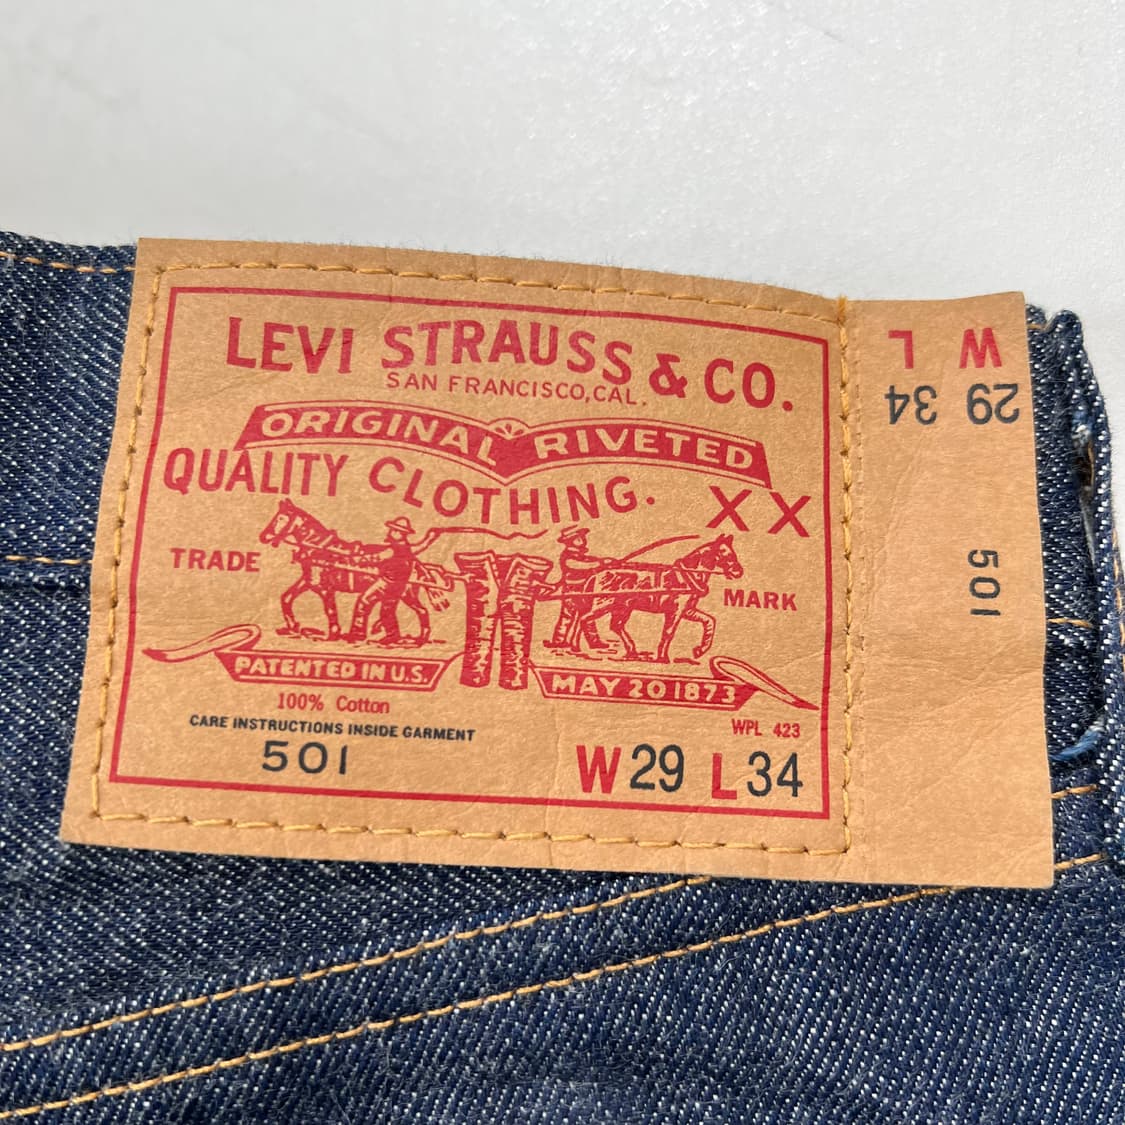 LEVI STRAUSS & CO.
SAN FRANCISCO, CAL.
ORIGINAL RIVETED
QUALITY CLOTHING. XX
TRADE MARK
PATENTED IN U.S. MAY 20 1873
100% Cotton
WPL 423
CARE INSTRUCTIONS INSIDE GARMENT
501 W29 L34
W L
29 34
501